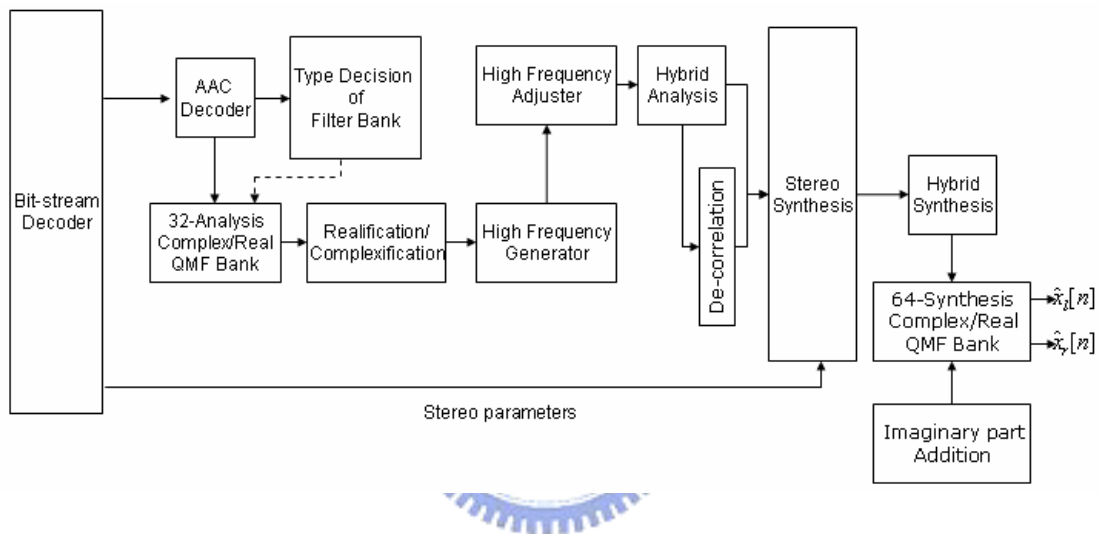 Bit-stream
Decoder
AAC
Decoder
Type Decision
of
Filter Bank
32-Analysis
Complex/Real
QMF Bank
Realification/
Complexification
High Frequency
Generator
High Frequency
Adjuster
Hybrid
Analysis
De-correlation
Stereo
Synthesis
Hybrid
Synthesis
64-Synthesis
Complex/Real
QMF Bank
x̂_l[n]
x̂_r[n]
Imaginary part
Addition
Stereo parameters